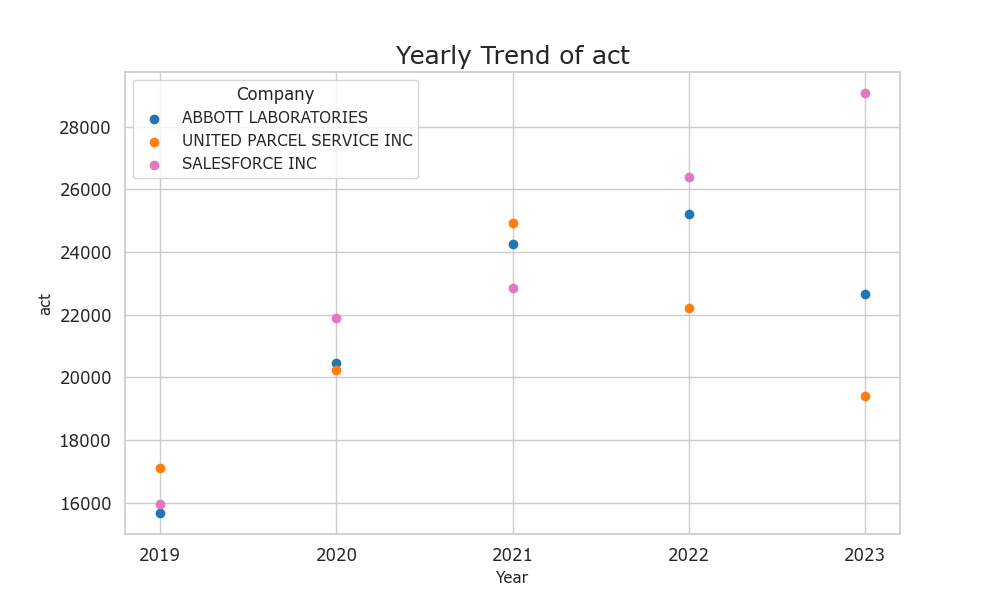 Yearly Trend of act
Company
ABBOTT LABORATORIES
UNITED PARCEL SERVICE INC
SALESFORCE INC
act
28000
26000
24000
22000
20000
18000
16000
2019 2020 2021 2022 2023
Year